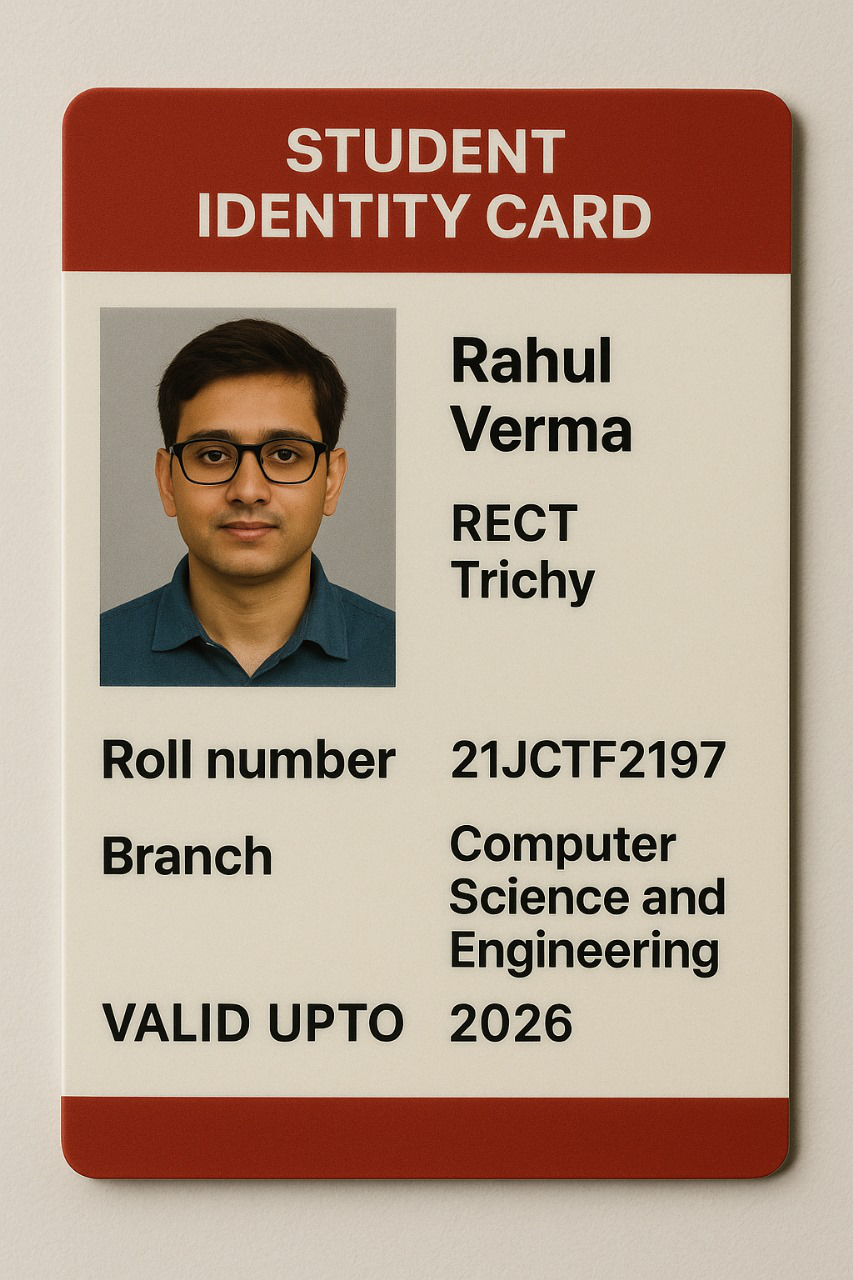 STUDENT
IDENTITY CARD
Rahul
Verma
RECT
Trichy
Roll number 21JCTF2197
Branch Computer
Science and
Engineering
VALID UPTO 2026